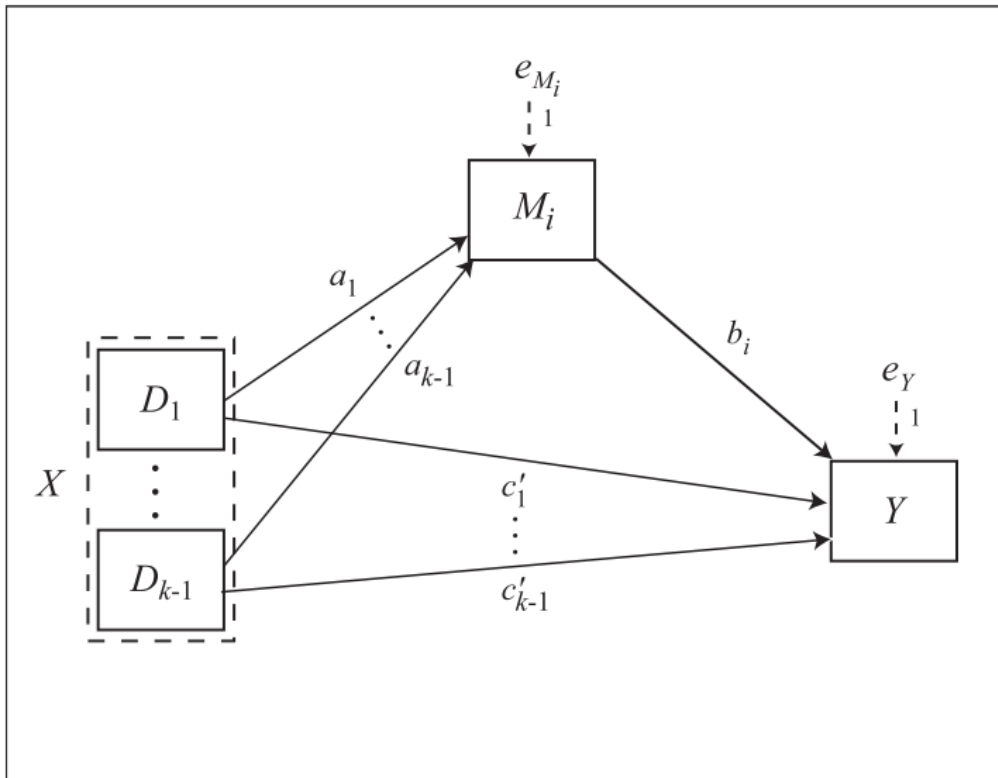 e_{M_i}
1
M_i
a_1
a_{k-1}
b_i
e_Y
1
D_1
X
c'_1
Y
D_{k-1}
c'_{k-1}